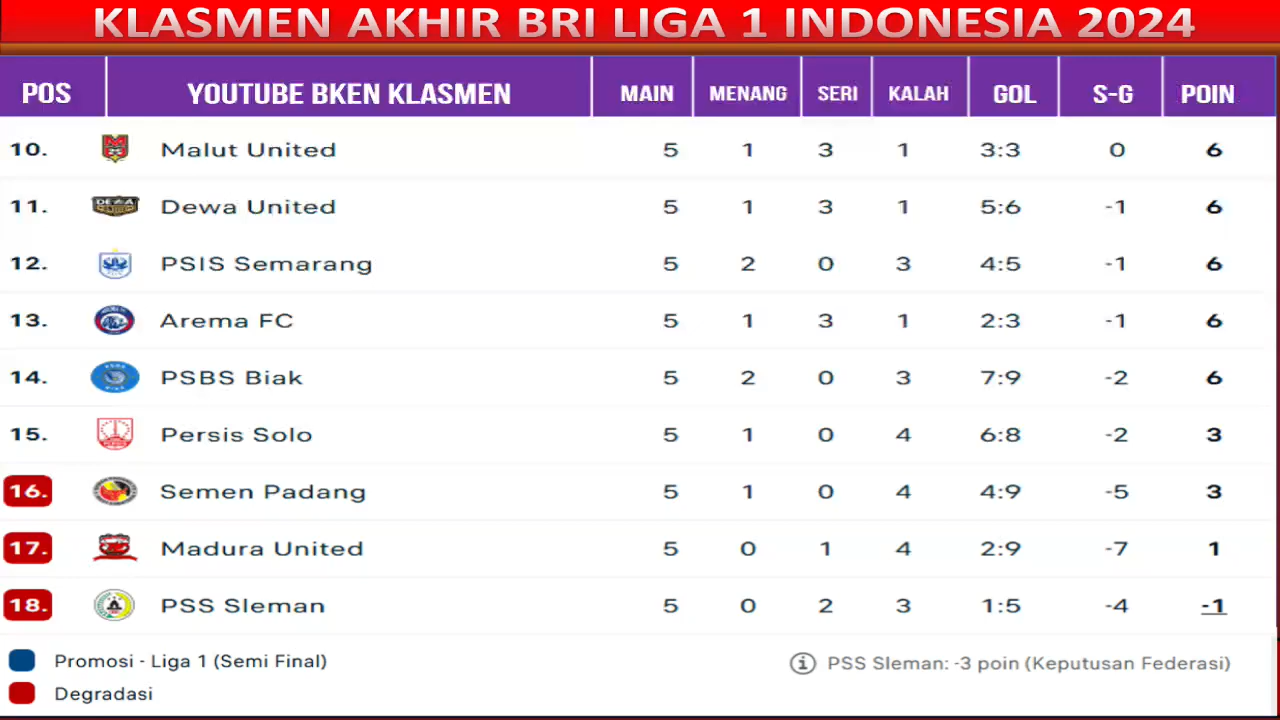 KLASMEN AKHIR BRI LIGA 1 INDONESIA 2024
POS YOUTUBE BKEN KLASMEN MAIN MENANG SERI KALAH GOL S-G POIN
10. Malut United 5 1 3 1 3:3 0 6
11. DEWA Dewa United 5 1 3 1 5:6 -1 6
12. PSIS Semarang 5 2 0 3 4:5 -1 6
13. Arema FC 5 1 3 1 2:3 -1 6
14. PSBS Biak 5 2 0 3 7:9 -2 6
15. Persis Solo 5 1 0 4 6:8 -2 3
16. Semen Padang 5 1 0 4 4:9 -5 3
17. Madura United 5 0 1 4 2:9 -7 1
18. PSS Sleman 5 0 2 3 1:5 -4 -1
Promosi - Liga 1 (Semi Final)
PSS Sleman: -3 poin (Keputusan Federasi)
Degradasi